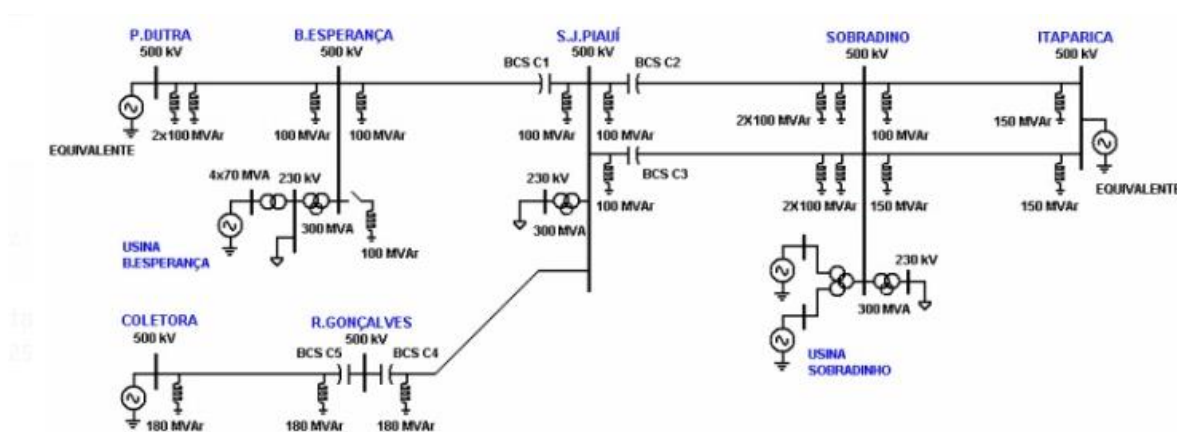 P.DUTRA
500 kV
B.ESPERANÇA
500 kV
S.J.PIAUÍ
500 kV
SOBRADINO
500 kV
ITAPARICA
500 kV
BCS C1
BCS C2
2x100 MVAr
100 MVAr
100 MVAr
100 MVAr
100 MVAr
2X100 MVAr
100 MVAr
150 MVAr
EQUIVALENTE
BCS C3
EQUIVALENTE
4x70 MVA
230 kV
300 MVA
100 MVAr
USINA
B.ESPERANÇA
230 kV
300 MVA
100 MVAr
2X100 MVAr
150 MVAr
150 MVAr
230 kV
300 MVA
USINA
SOBRADINHO
COLETORA
500 kV
R.GONÇALVES
500 kV
BCS C5
BCS C4
180 MVAr
180 MVAr
180 MVAr